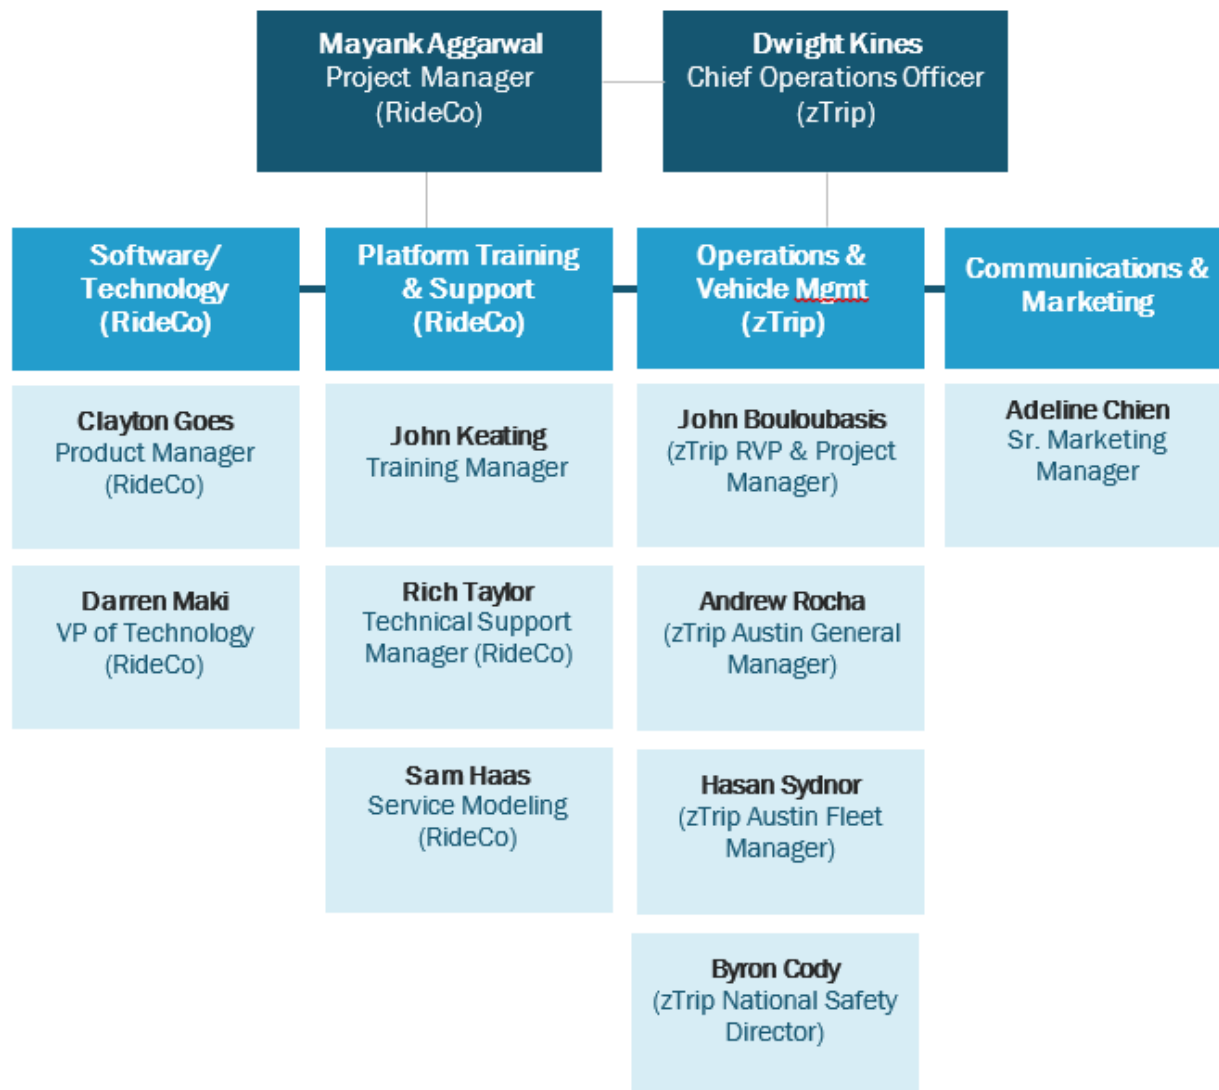 Mayank Aggarwal
Project Manager
(RideCo)
Dwight Kines
Chief Operations Officer
(zTrip)
Software/
Technology
(RideCo)
Platform Training
& Support
(RideCo)
Operations &
Vehicle Mgmt
(zTrip)
Communications &
Marketing
Clayton Goes
Product Manager
(RideCo)
Darren Maki
VP of Technology
(RideCo)
John Keating
Training Manager
Rich Taylor
Technical Support
Manager (RideCo)
Sam Haas
Service Modeling
(RideCo)
John Bouloubasis
(zTrip RVP & Project
Manager)
Andrew Rocha
(zTrip Austin General
Manager)
Hasan Sydnor
(zTrip Austin Fleet
Manager)
Byron Cody
(zTrip National Safety
Director)
Adeline Chien
Sr. Marketing
Manager